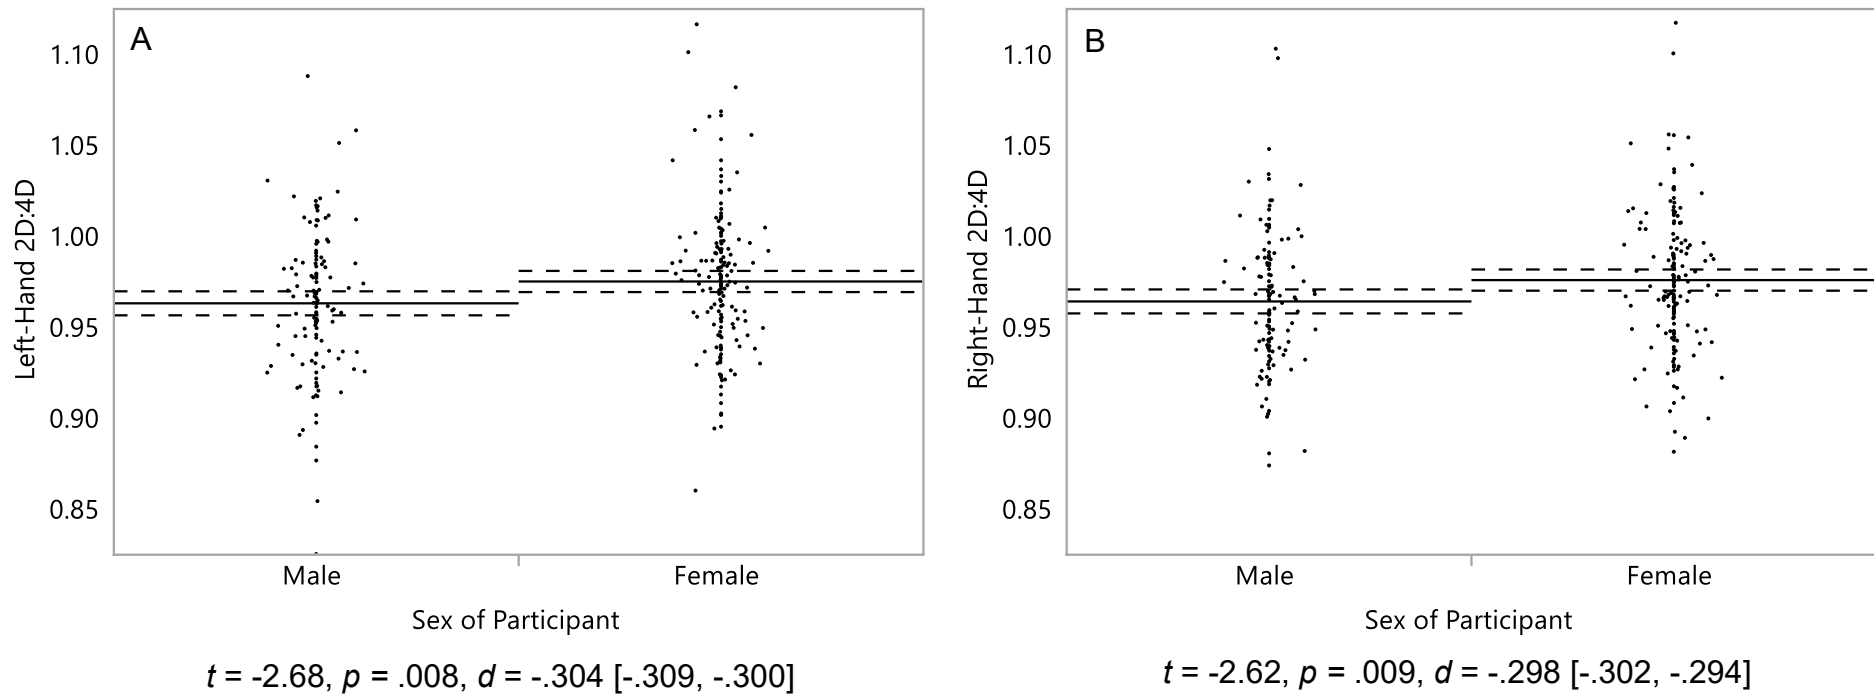 A
Left-Hand 2D:4D
1.10
1.05
1.00
0.95
0.90
0.85
Male Female
Sex of Participant
t = -2.68, p = .008, d = -.304 [-.309, -.300]
B
Right-Hand 2D:4D
1.10
1.05
1.00
0.95
0.90
0.85
Male Female
Sex of Participant
t = -2.62, p = .009, d = -.298 [-.302, -.294]